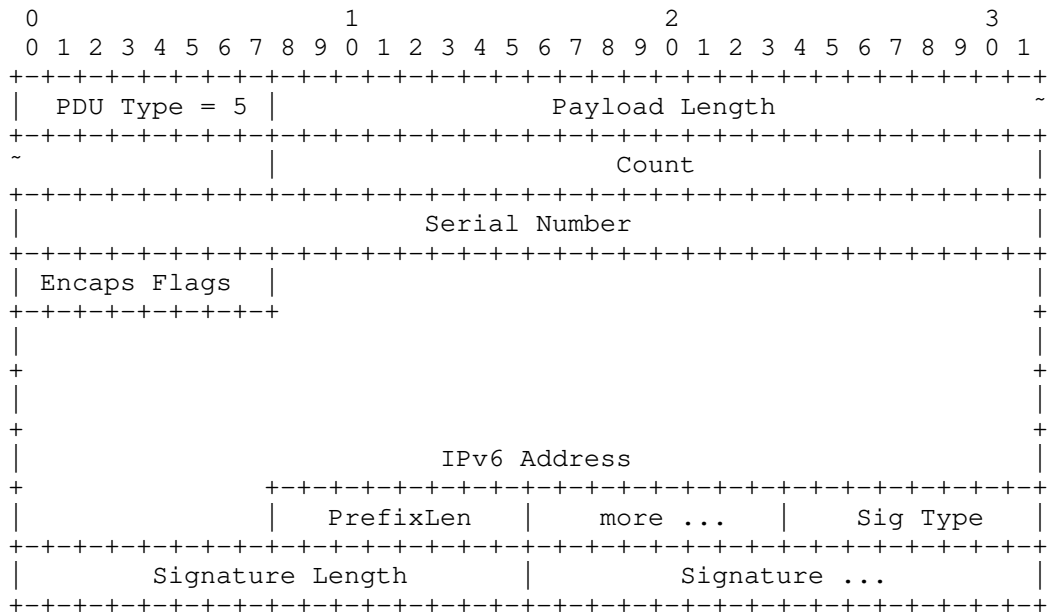 0 1 2 3
0 1 2 3 4 5 6 7 8 9 0 1 2 3 4 5 6 7 8 9 0 1 2 3 4 5 6 7 8 9 0 1
+-+-+-+-+-+-+-+-+-+-+-+-+-+-+-+-+-+-+-+-+-+-+-+-+-+-+-+-+-+-+-+-+
| PDU Type = 5 | Payload Length ~
+-+-+-+-+-+-+-+-+-+-+-+-+-+-+-+-+-+-+-+-+-+-+-+-+-+-+-+-+-+-+-+-+
~ | Count |
+-+-+-+-+-+-+-+-+-+-+-+-+-+-+-+-+-+-+-+-+-+-+-+-+-+-+-+-+-+-+-+-+
| Serial Number |
+-+-+-+-+-+-+-+-+-+-+-+-+-+-+-+-+-+-+-+-+-+-+-+-+-+-+-+-+-+-+-+-+
| Encaps Flags | |
+-+-+-+-+-+-+-+-+ +
| |
+ +
| |
+ +
| IPv6 Address |
+ +-+-+-+-+-+-+-+-+-+-+-+-+-+-+-+-+-+-+-+-+-+-+-+-+
| | PrefixLen | more ... | Sig Type |
+-+-+-+-+-+-+-+-+-+-+-+-+-+-+-+-+-+-+-+-+-+-+-+-+-+-+-+-+-+-+-+-+
| Signature Length | Signature ... |
+-+-+-+-+-+-+-+-+-+-+-+-+-+-+-+-+-+-+-+-+-+-+-+-+-+-+-+-+-+-+-+-+